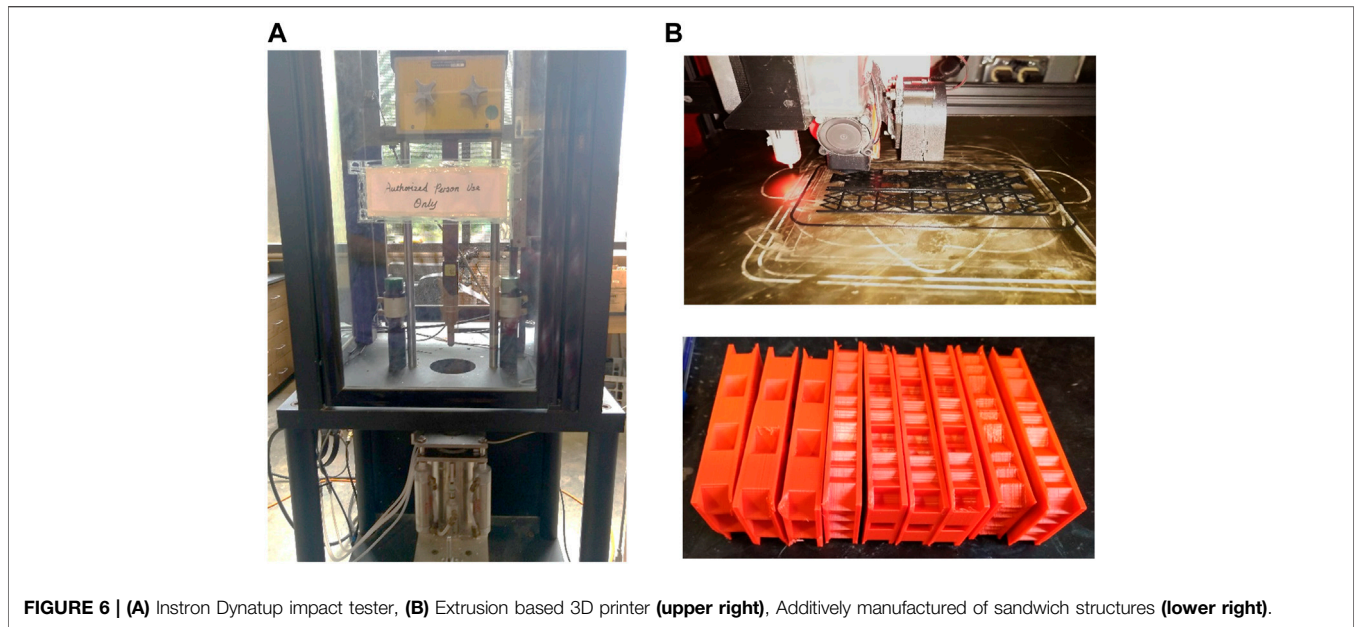 A
B
Authorized Person Use
Only
FIGURE 6 | (A) Instron Dynatup impact tester, (B) Extrusion based 3D printer (upper right), Additively manufactured of sandwich structures (lower right).